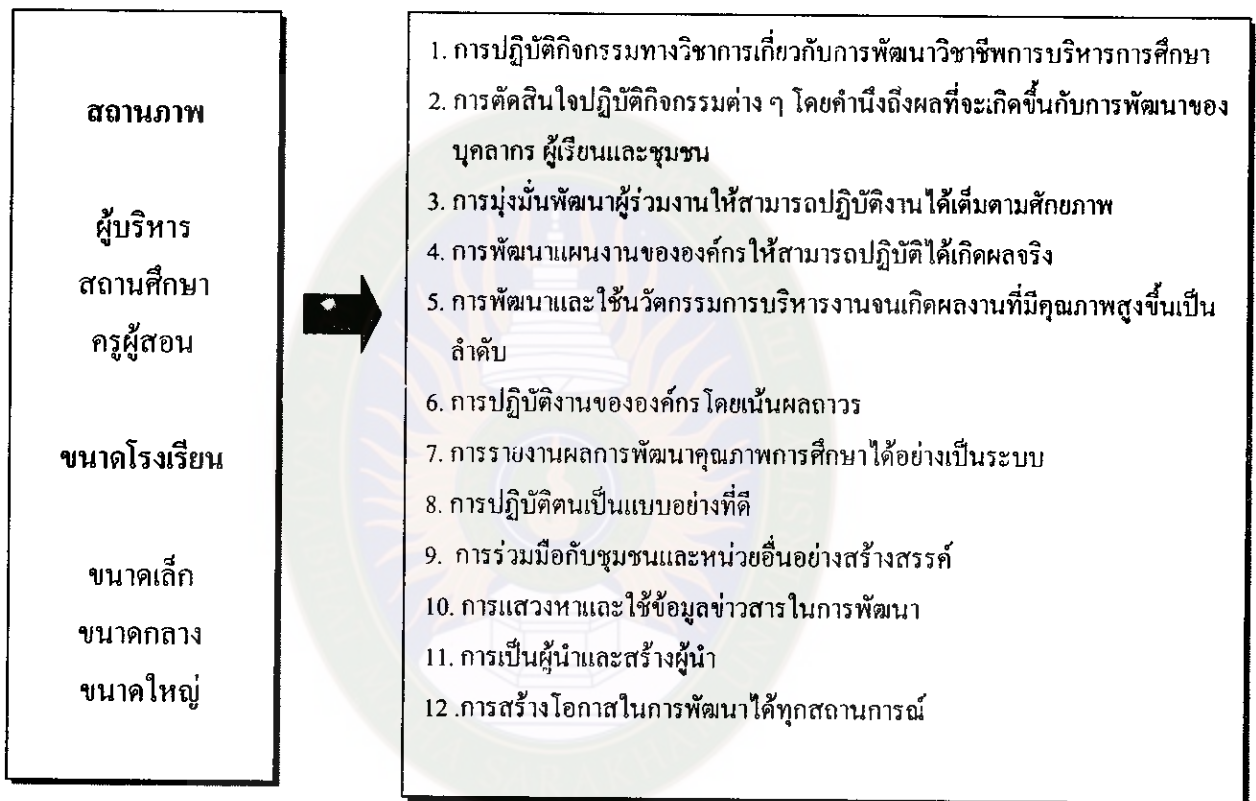 สถานภาพ
ผู้บริหาร
สถานศึกษา
ครูผู้สอน
ขนาดโรงเรียน
ขนาดเล็ก
ขนาดกลาง
ขนาดใหญ่
1. การปฏิบัติกิจกรรมทางวิชาการเกี่ยวกับการพัฒนาวิชาชีพการบริหารการศึกษา
2. การตัดสินใจปฏิบัติกิจกรรมต่าง ๆ โดยคำนึงถึงผลที่จะเกิดขึ้นกับการพัฒนาของ
บุคลากร ผู้เรียนและชุมชน
3. การมุ่งมั่นพัฒนาผู้ร่วมงานให้สามารถปฏิบัติงานได้เต็มตามศักยภาพ
4. การพัฒนาแผนงานขององค์กรให้สามารถปฏิบัติได้เกิดผลจริง
5. การพัฒนาและใช้นวัตกรรมการบริหารงานจนเกิดผลงานที่มีคุณภาพสูงขึ้นเป็น
ลำดับ
6. การปฏิบัติงานขององค์กรโดยเน้นผลถาวร
7. การรายงานผลการพัฒนาคุณภาพการศึกษาได้อย่างเป็นระบบ
8. การปฏิบัติตนเป็นแบบอย่างที่ดี
9. การร่วมมือกับชุมชนและหน่วยอื่นอย่างสร้างสรรค์
10. การแสวงหาและใช้ข้อมูลข่าวสารในการพัฒนา
11. การเป็นผู้นำและสร้างผู้นำ
12 .การสร้างโอกาสในการพัฒนาได้ทุกสถานการณ์